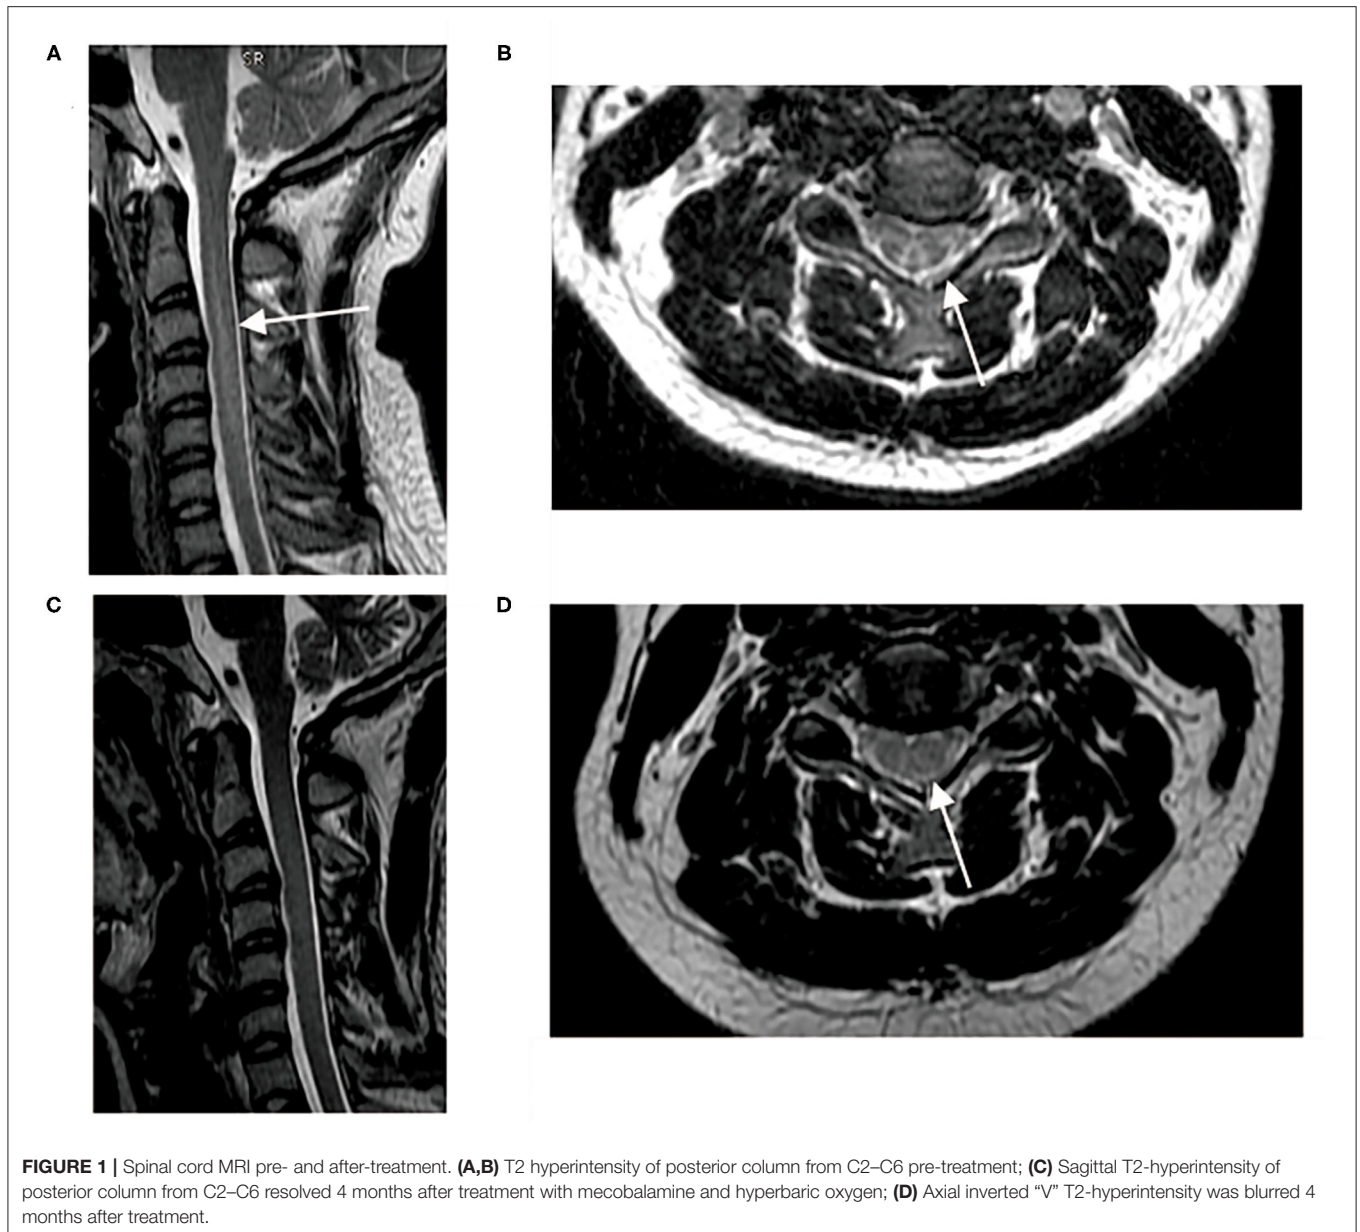 A
SR
B
C
D
FIGURE 1 | Spinal cord MRI pre- and after-treatment. (A,B) T2 hyperintensity of posterior column from C2–C6 pre-treatment; (C) Sagittal T2-hyperintensity of
posterior column from C2–C6 resolved 4 months after treatment with mecobalamine and hyperbaric oxygen; (D) Axial inverted “V” T2-hyperintensity was blurred 4
months after treatment.